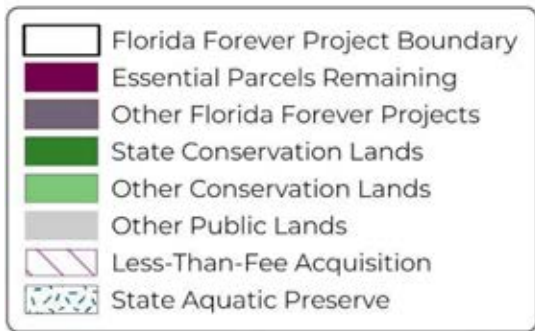 Florida Forever Project Boundary
Essential Parcels Remaining
Other Florida Forever Projects
State Conservation Lands
Other Conservation Lands
Other Public Lands
Less-Than-Fee Acquisition
State Aquatic Preserve